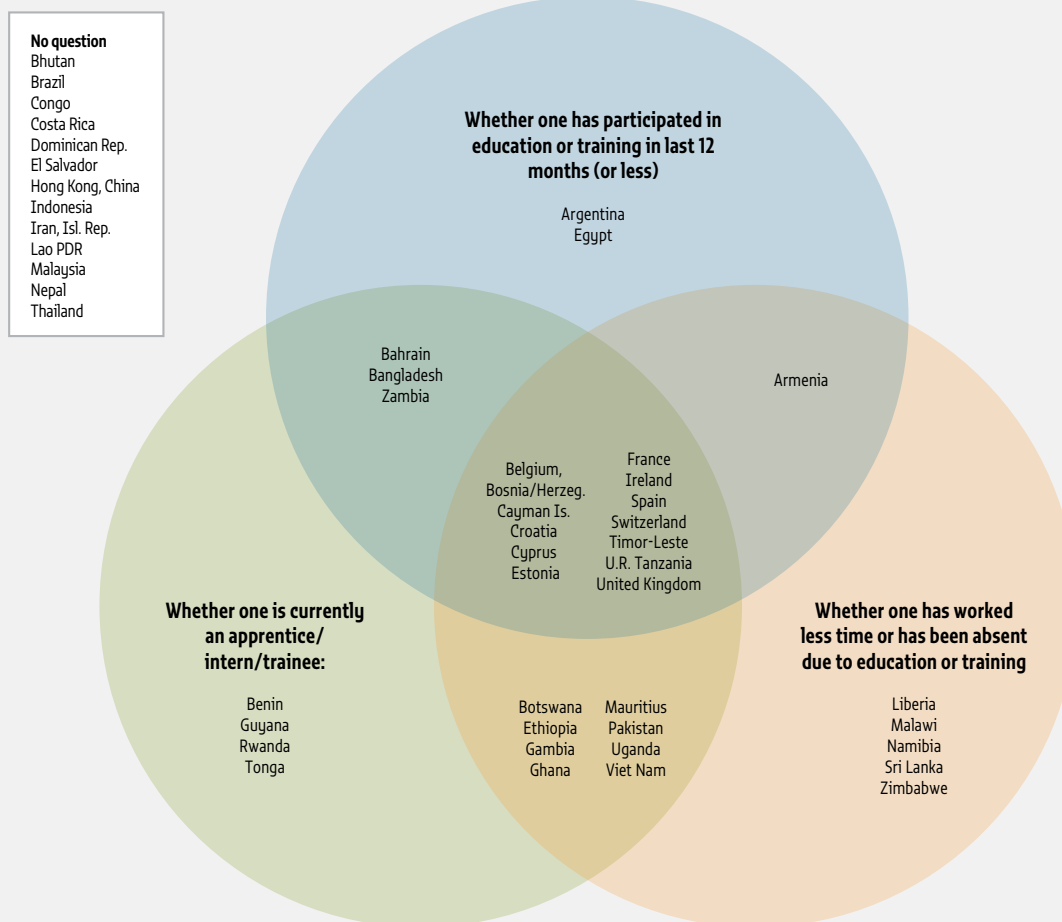 No question
Bhutan
Brazil
Congo
Costa Rica
Dominican Rep.
El Salvador
Hong Kong, China
Indonesia
Iran, Isl. Rep.
Lao PDR
Malaysia
Nepal
Thailand
Whether one has participated in
education or training in last 12
months (or less)
Argentina
Egypt
Bahrain
Bangladesh
Zambia
Armenia
Belgium,
Bosnia/Herzeg.
Cayman Is.
Croatia
Cyprus
Estonia
France
Ireland
Spain
Switzerland
Timor-Leste
U.R. Tanzania
United Kingdom
Whether one is currently
an apprentice/
intern/trainee:
Benin
Guyana
Rwanda
Tonga
Botswana
Ethiopia
Gambia
Ghana
Mauritius
Pakistan
Uganda
Viet Nam
Whether one has worked
less time or has been absent
due to education or training
Liberia
Malawi
Namibia
Sri Lanka
Zimbabwe